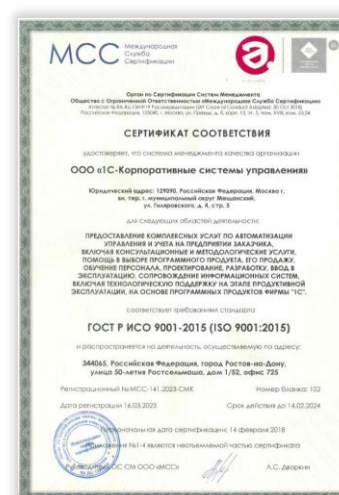 МСС
Международная
Служба
Сертификации
Орган по Сертификации Систем Менеджмента
Общество с Ограниченной Ответственностью «Международная Служба Сертификации»
СЕРТИФИКАТ СООТВЕТСТВИЯ
удостоверяет, что система менеджмента качества организации
ООО «1С-Корпоративные системы управления»
Юридический адрес: 129090, Российская Федерация, Москва г.
вн. тер. г. муниципальный округ Мещанский,
ул. Гиляровского, д. 4, стр. 5
для следующих областей деятельности:
ПРЕДОСТАВЛЕНИЕ КОМПЛЕКСНЫХ УСЛУГ ПО АВТОМАТИЗАЦИИ
УПРАВЛЕНИЯ И УЧЕТА НА ПРЕДПРИЯТИИ ЗАКАЗЧИКА,
ВКЛЮЧАЯ КОНСУЛЬТАЦИОННЫЕ И МЕТОДОЛОГИЧЕСКИЕ УСЛУГИ,
ПОМОЩЬ В ВЫБОРЕ ПРОГРАММНОГО ПРОДУКТА, ЕГО ПРОДАЖУ,
ОБУЧЕНИЕ ПЕРСОНАЛА, ПРОЕКТИРОВАНИЕ, РАЗРАБОТКУ, ВВОД В
ЭКСПЛУАТАЦИЮ, СОПРОВОЖДЕНИЕ ИНФОРМАЦИОННЫХ СИСТЕМ,
ВКЛЮЧАЯ ТЕХНОЛОГИЧЕСКУЮ ПОДДЕРЖКУ НА ЭТАПЕ ПРОДУКТИВНОЙ
ЭКСПЛУАТАЦИИ, НА ОСНОВЕ ПРОГРАММНЫХ ПРОДУКТОВ ФИРМЫ "1С".
соответствует требованиям стандарта
ГОСТ Р ИСО 9001-2015 (ISO 9001:2015)
и распространяется на деятельность, осуществляемую по адресу:
344065, Российская Федерация, город Ростов-на-Дону,
улица 50-летия Ростсельмаша, дом 1/52, офис 725
Регистрационный № МСС-141.2023-СМК Номер бланка: 102
Дата регистрации 16.03.2023 Срок действия до 14.02.2024
Первоначальная дата сертификации: 14 февраля 2018
Приложение №1-4 являются неотъемлемой частью сертификата
Руководитель ОС СМ ООО «МСС» А.С. Дворкин